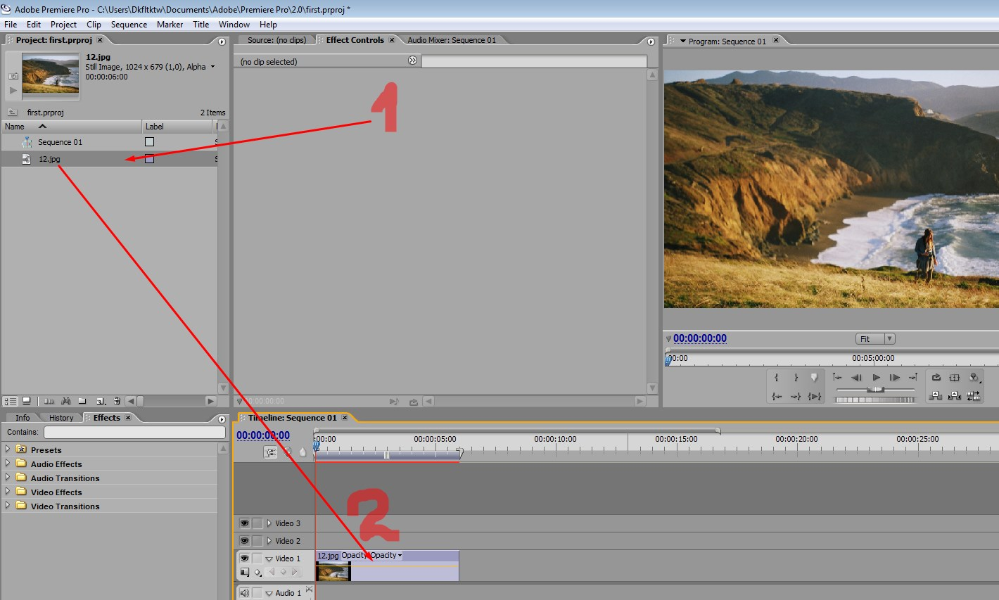 Adobe Premiere Pro - C:\Users\Dkfltktw\Documents\Adobe\Premiere Pro\2.0\first.prproj *
File Edit Project Clip Sequence Marker Title Window Help
Project: first.prproj
12.jpg
Still Image, 1024 x 679 (1,0), Alpha
00:00:06:00
first.prproj
2 Items
Name Label
Sequence 01
12.jpg
Source: (no clips) Effect Controls Audio Mixer: Sequence 01
(no clip selected)
1
00:00:00:00
Program: Sequence 01
00:00:00:00
Fit
00:00 00:05:00:00
Info History Effects
Contains:
Presets
Audio Effects
Audio Transitions
Video Effects
Video Transitions
Timeline: Sequence 01
00:00:00:00
:00:00 00:00:05:00 00:00:10:00 00:00:15:00 00:00:20:00 00:00:25:00
2
Video 3
Video 2
Video 1
12.jpg Opacity:Opacity
Audio 1